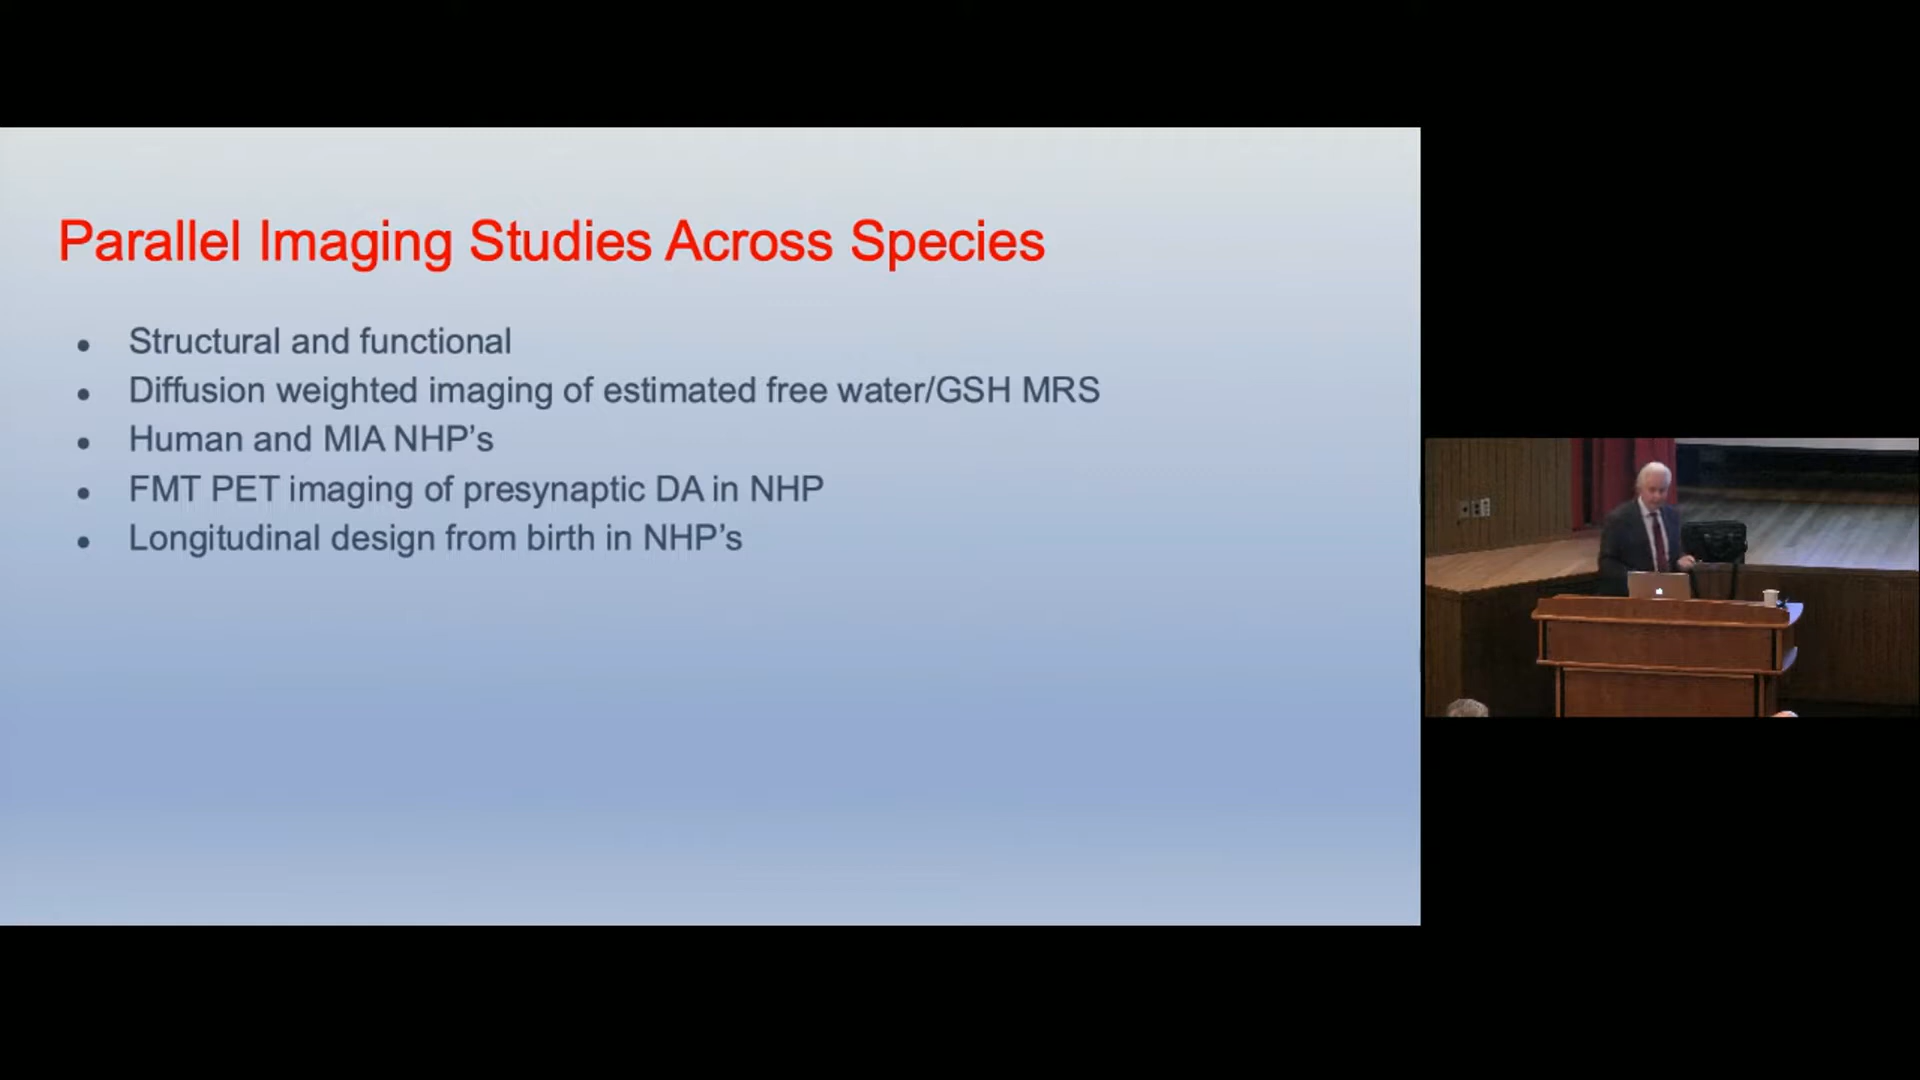 Parallel Imaging Studies Across Species
• Structural and functional
• Diffusion weighted imaging of estimated free water/GSH MRS
• Human and MIA NHP's
• FMT PET imaging of presynaptic DA in NHP
• Longitudinal design from birth in NHP's